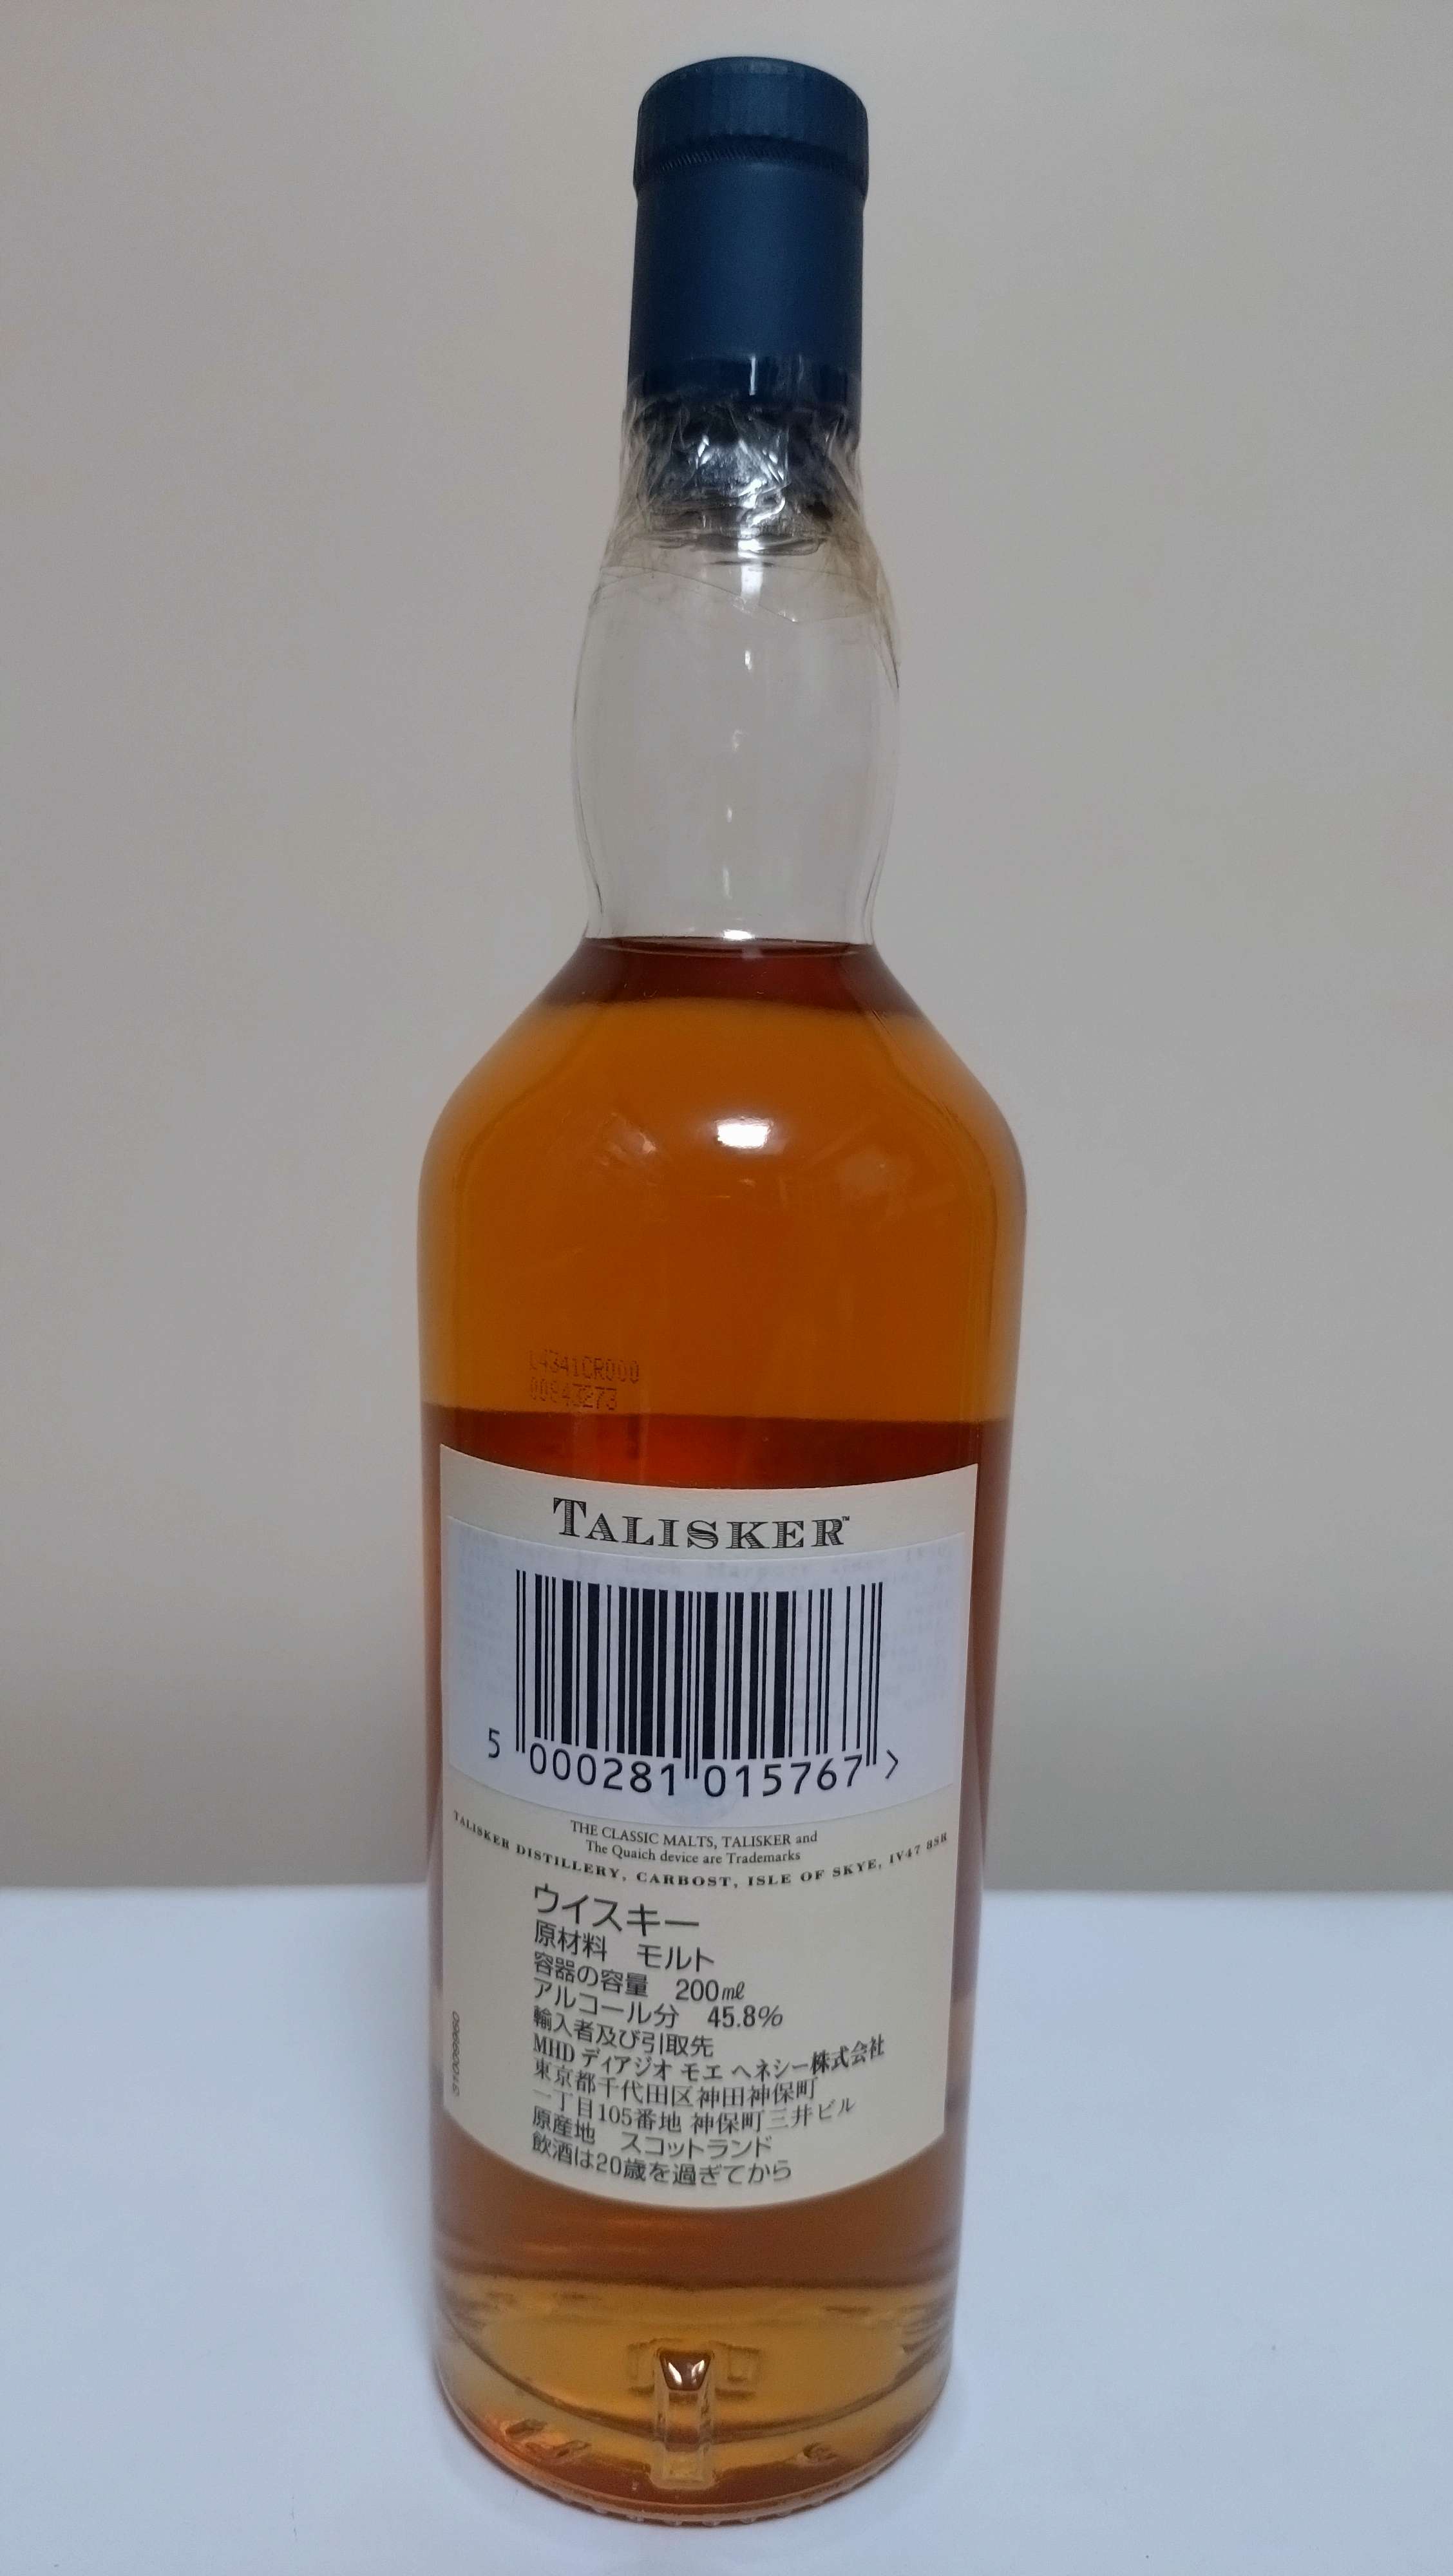 L4341CR000
00943273
TALISKER™
5 000281 015767 >
THE CLASSIC MALTS, TALISKER and
The Quaich device are Trademarks
TALISKER DISTILLERY, CARBOST, ISLE OF SKYE, IV47 8SR
ウイスキー
原材料 モルト
容器の容量 200㎖
アルコール分 45.8%
輸入者及び引取先
MHD ディアジオ モエ ヘネシー株式会社
東京都千代田区神田神保町
一丁目105番地 神保町三井ビル
原産地 スコットランド
飲酒は20歳を過ぎてから